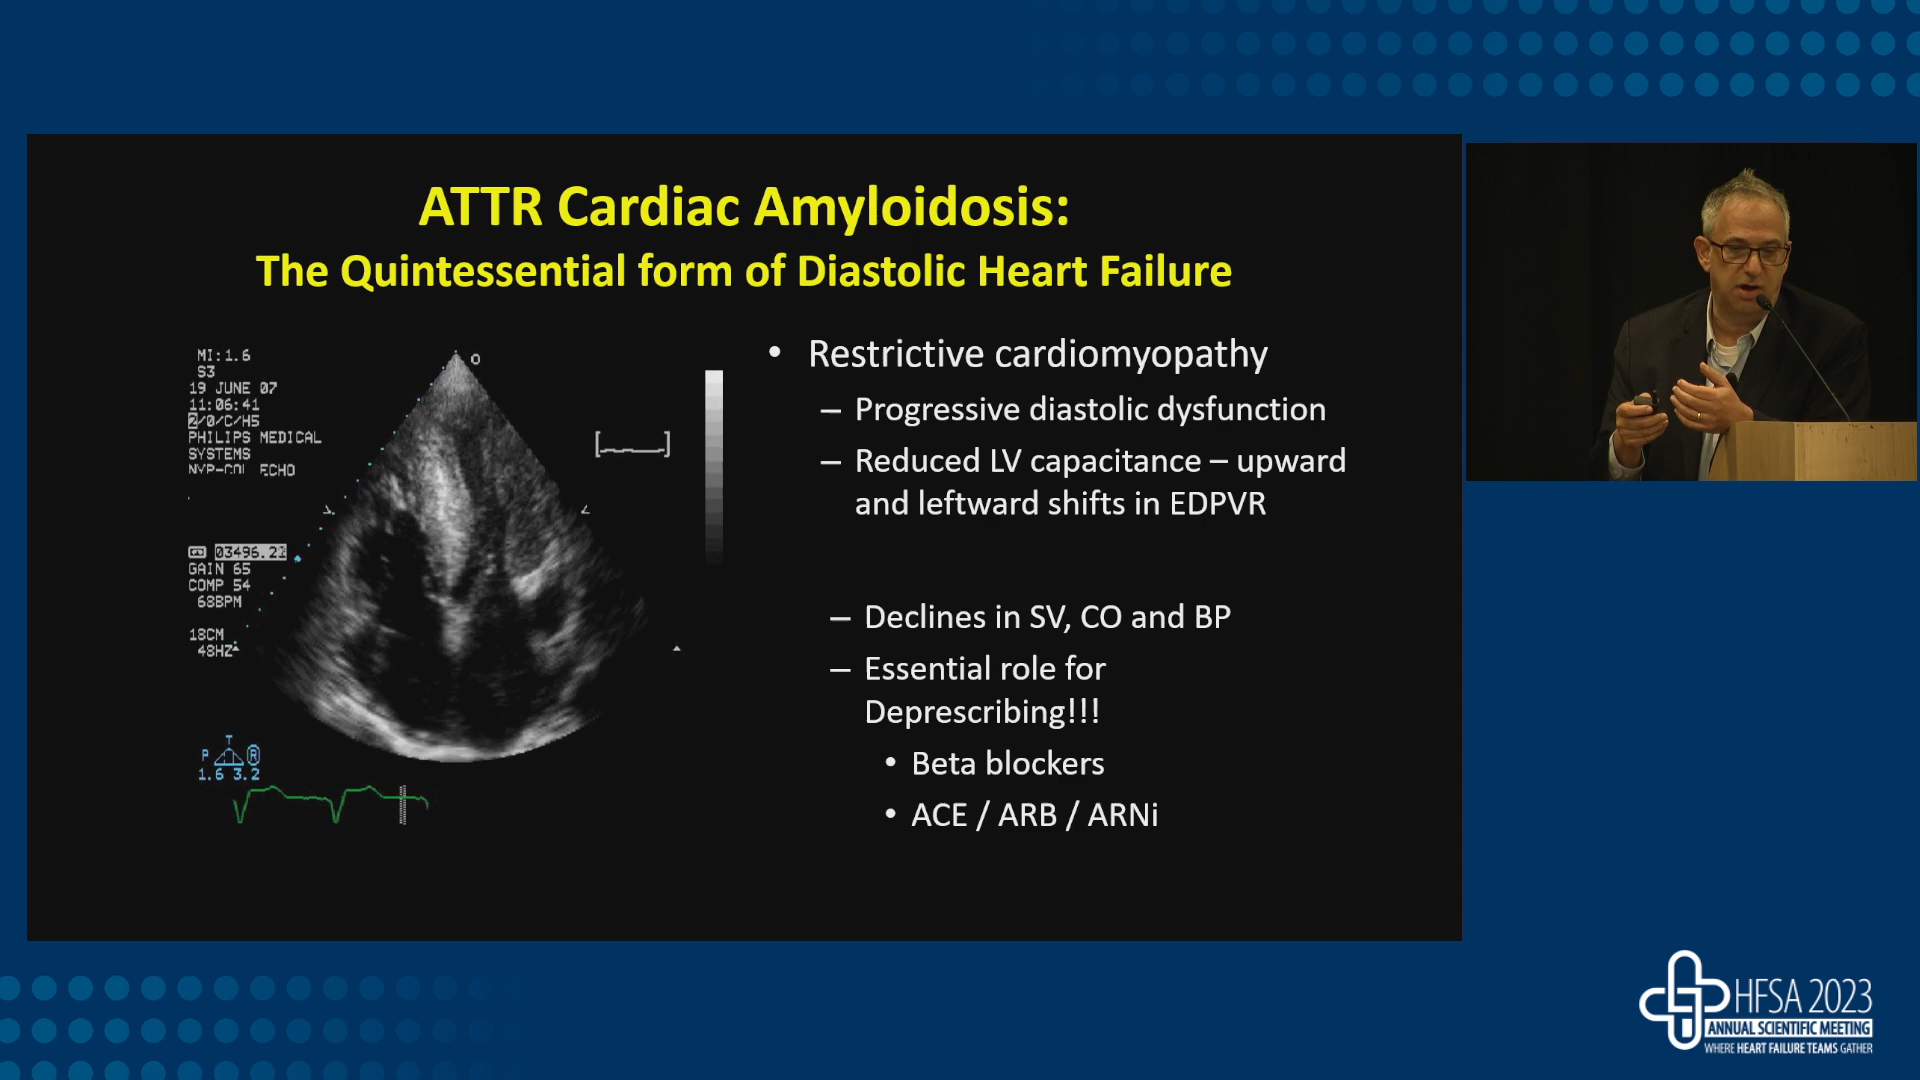 ATTR Cardiac Amyloidosis:
The Quintessential form of Diastolic Heart Failure
MI:1.6
S3
19 JUNE 07
11:06:41
2/0/C/H5
PHILIPS MEDICAL
SYSTEMS
ECHO
03496.21
GAIN 65
COMP 54
68BPM
18CM
48HZ
T
P R
1.6 3.2
• Restrictive cardiomyopathy
– Progressive diastolic dysfunction
– Reduced LV capacitance – upward
and leftward shifts in EDPVR
– Declines in SV, CO and BP
– Essential role for
Deprescribing!!!
• Beta blockers
• ACE / ARB / ARNi
HFSA 2023
ANNUAL SCIENTIFIC MEETING
WHERE HEART FAILURE TEAMS GATHER